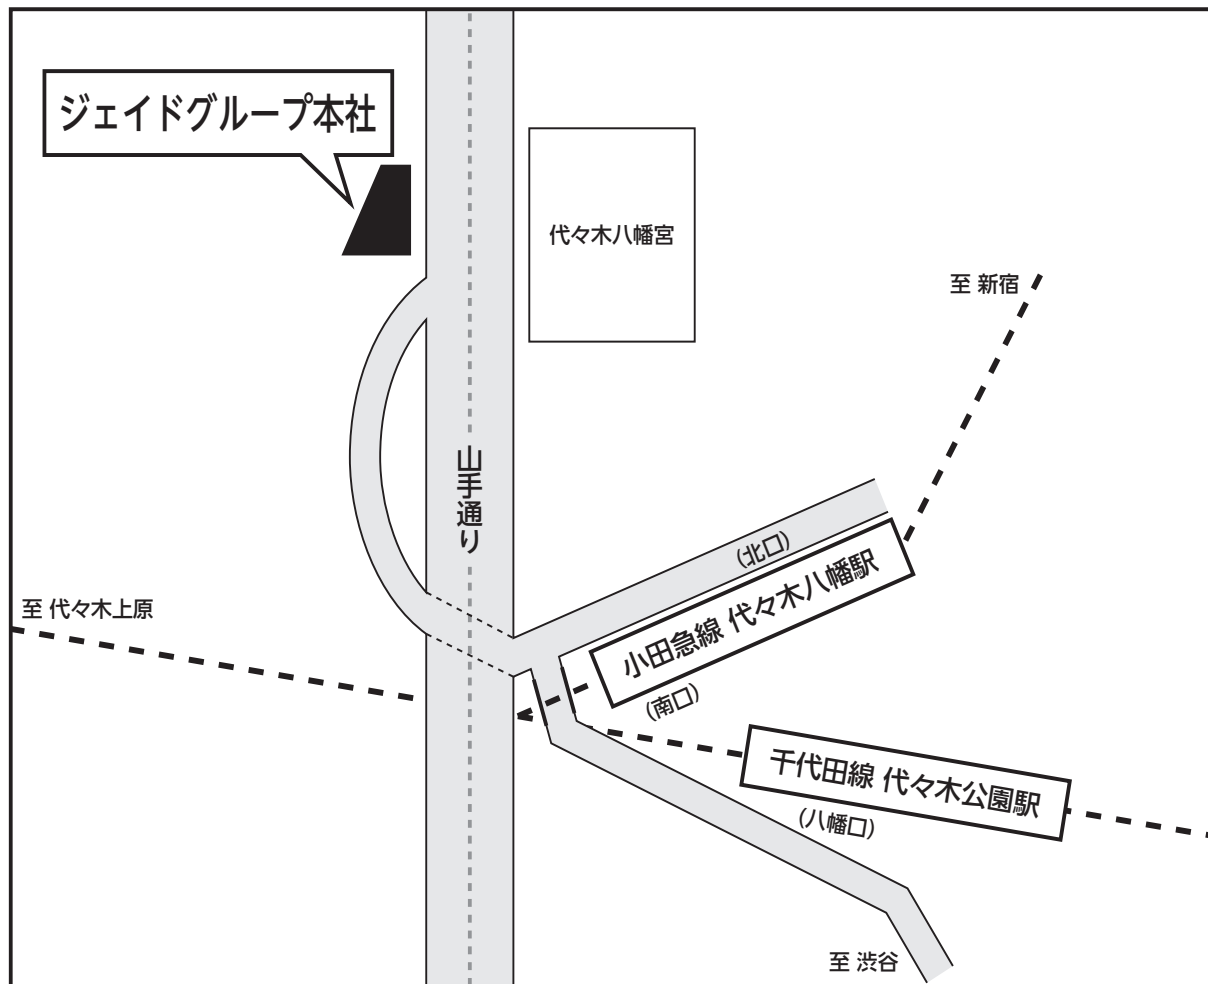 ジェイドグループ本社
代々木八幡宮
至 新宿
山手通り
(北口)
小田急線 代々木八幡駅
至 代々木上原
(南口)
千代田線 代々木公園駅
(八幡口)
至 渋谷